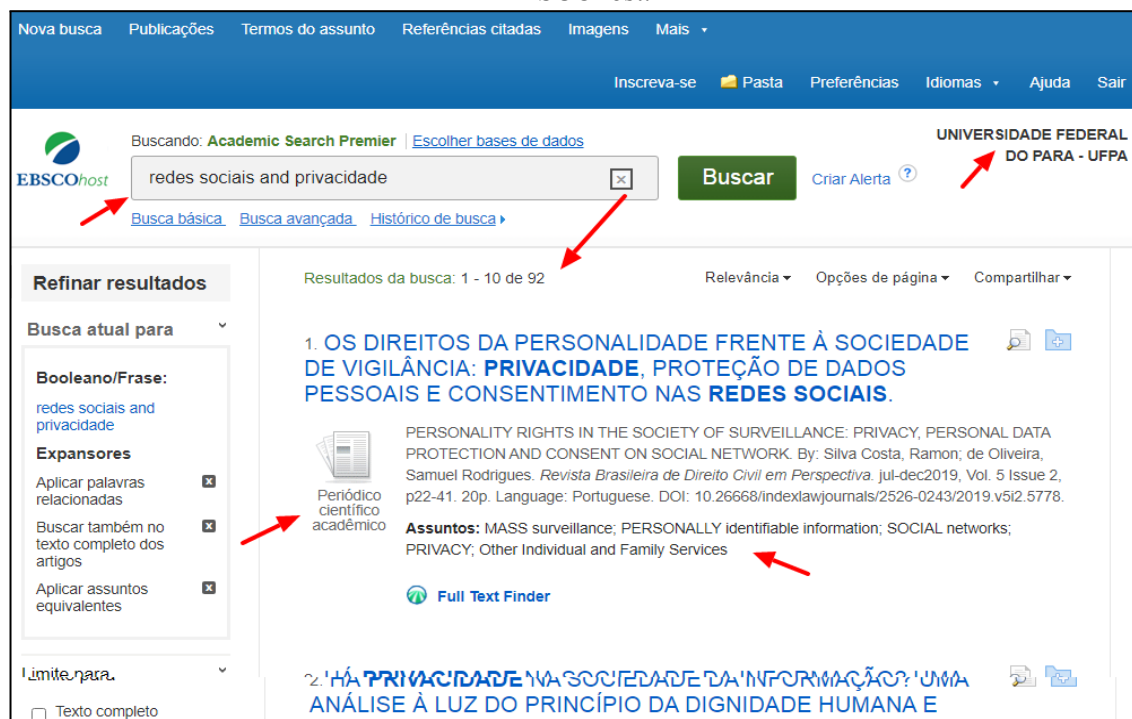 Nova busca Publicações Termos do assunto Referências citadas Imagens Mais
Inscreva-se Pasta Preferências Idiomas Ajuda Sair
EBSCOhost
Buscando: Academic Search Premier | Escolher bases de dados
redes sociais and privacidade
Buscar Criar Alerta ?
Busca básica Busca avançada Histórico de busca
UNIVERSIDADE FEDERAL
DO PARA - UFPA
Refinar resultados
Busca atual para
Booleano/Frase:
redes sociais and
privacidade
Expansores
Aplicar palavras
relacionadas
Buscar também no
texto completo dos
artigos
Aplicar assuntos
equivalentes
Limite para
Texto completo
Resultados da busca: 1 - 10 de 92 Relevância Opções de página Compartilhar
1. OS DIREITOS DA PERSONALIDADE FRENTE À SOCIEDADE
DE VIGILÂNCIA: PRIVACIDADE, PROTEÇÃO DE DADOS
PESSOAIS E CONSENTIMENTO NAS REDES SOCIAIS.
Periódico
científico
acadêmico
PERSONALITY RIGHTS IN THE SOCIETY OF SURVEILLANCE: PRIVACY, PERSONAL DATA
PROTECTION AND CONSENT ON SOCIAL NETWORK. By: Silva Costa, Ramon; de Oliveira,
Samuel Rodrigues. Revista Brasileira de Direito Civil em Perspectiva. jul-dec2019, Vol. 5 Issue 2,
p22-41. 20p. Language: Portuguese. DOI: 10.26668/indexlawjournals/2526-0243/2019.v5i2.5778.
Assuntos: MASS surveillance; PERSONALLY identifiable information; SOCIAL networks;
PRIVACY; Other Individual and Family Services
Full Text Finder
2. HÁ PRIVACIDADE NA SOCIEDADE DA INFORMAÇÃO? UMA
ANÁLISE À LUZ DO PRINCÍPIO DA DIGNIDADE HUMANA E